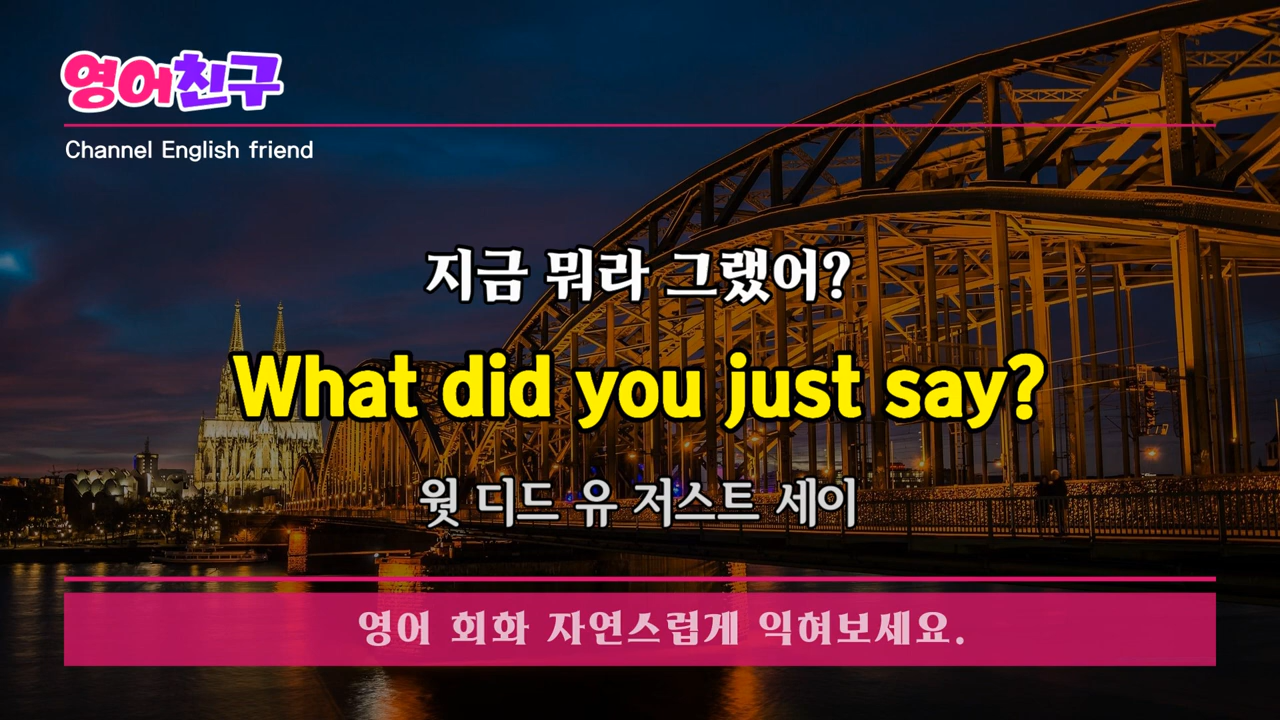 영어친구
Channel English friend
지금 뭐라 그랬어?
What did you just say?
웟 디드 유 저스트 세이
영어 회화 자연스럽게 익혀보세요.